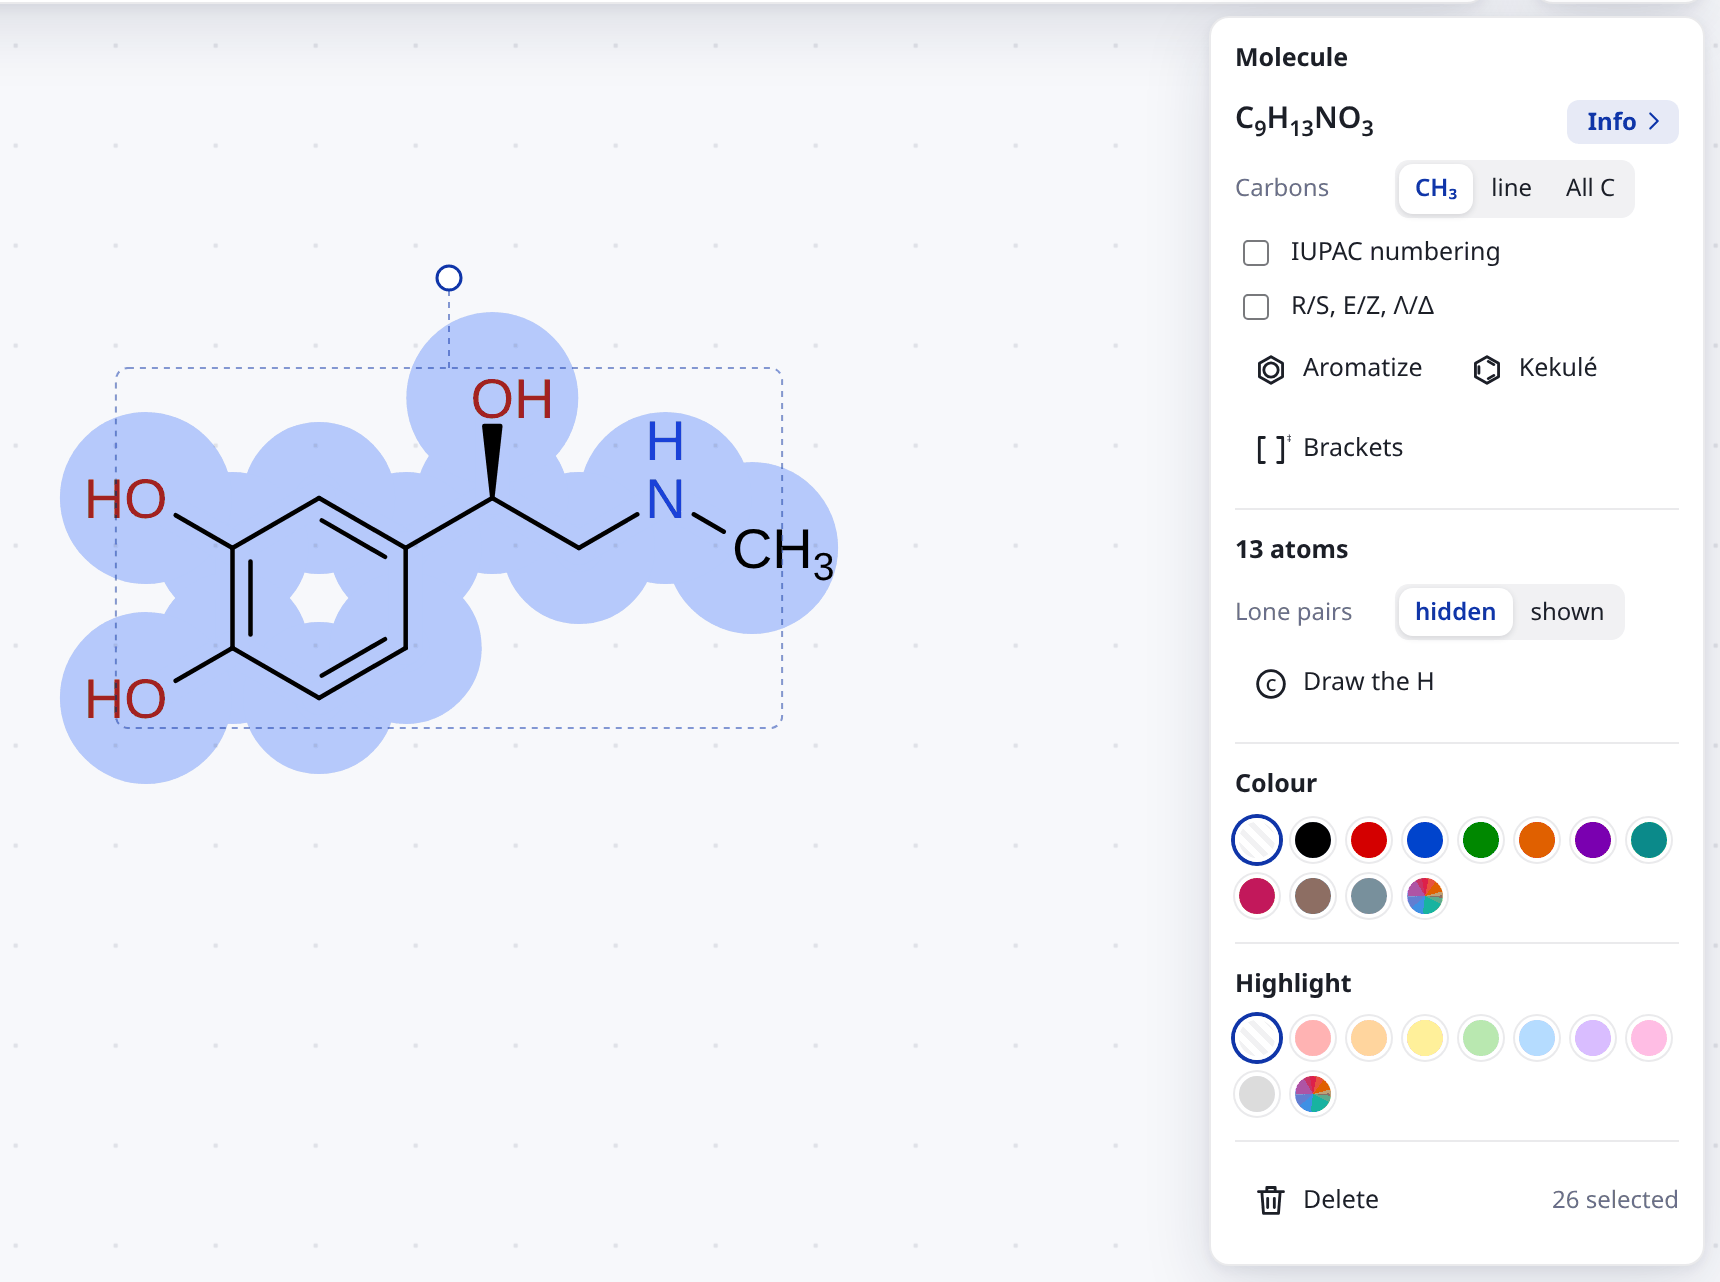 Molecule
C₉H₁₃NO₃
Info
Carbons CH₃ line All C
IUPAC numbering
R/S, E/Z, Λ/Δ
Aromatize Kekulé
[ ]‡ Brackets
13 atoms
Lone pairs hidden shown
C Draw the H
Colour
Highlight
Delete 26 selected
OH
H
N
HO
CH₃
HO